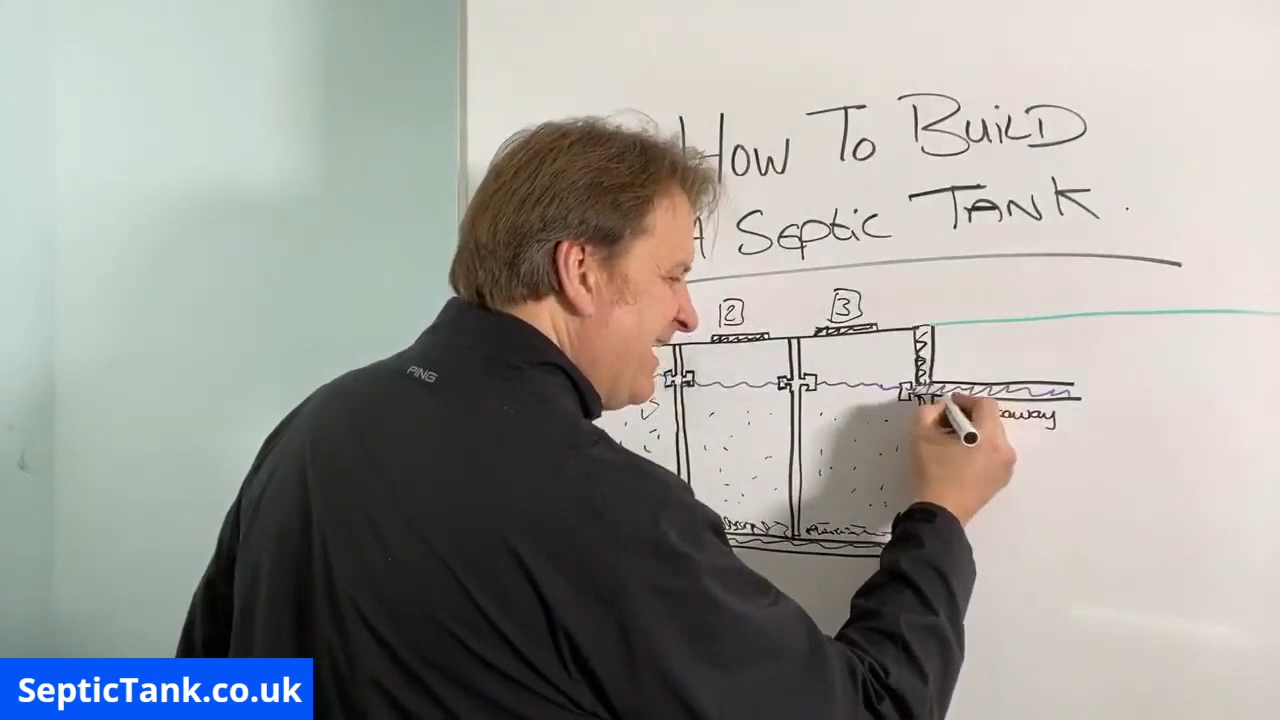 HOW TO BUILD
A SEPTIC TANK.
2
3
PING
SepticTank.co.uk